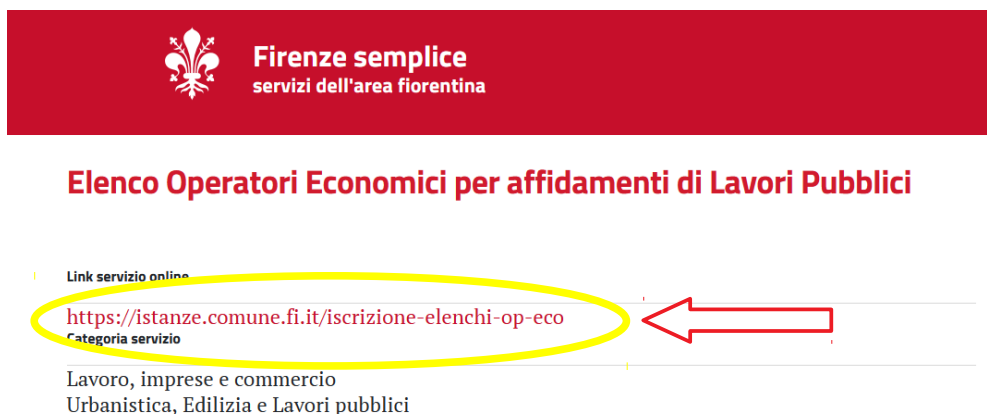 Firenze semplice
servizi dell'area fiorentina
Elenco Operatori Economici per affidamenti di Lavori Pubblici
Link servizio online
https://istanze.comune.fi.it/iscrizione-elenchi-op-eco
Categoria servizio
Lavoro, imprese e commercio
Urbanistica, Edilizia e Lavori pubblici